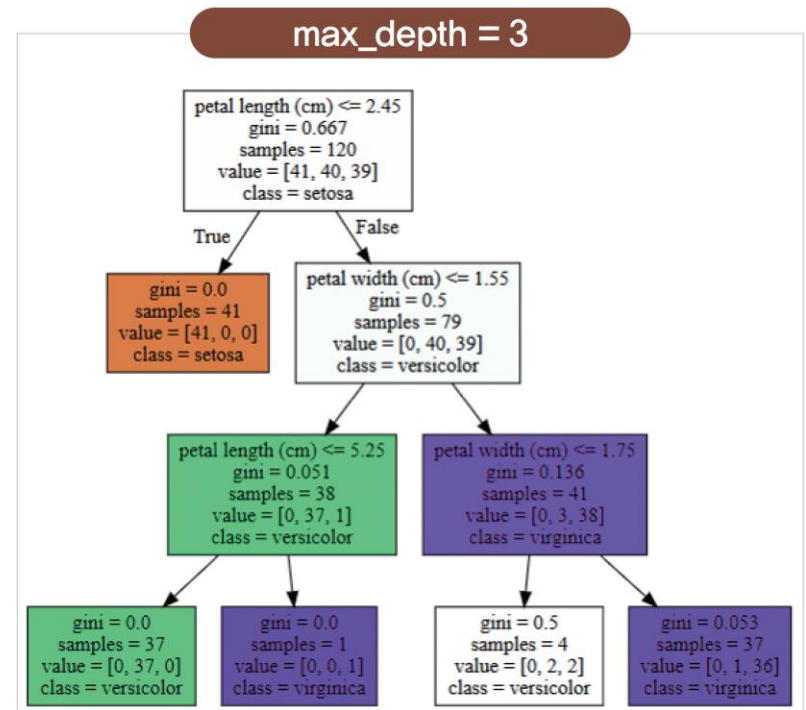 max_depth = 3
petal length (cm) <= 2.45
gini = 0.667
samples = 120
value = [41, 40, 39]
class = setosa
True
False
gini = 0.0
samples = 41
value = [41, 0, 0]
class = setosa
petal width (cm) <= 1.55
gini = 0.5
samples = 79
value = [0, 40, 39]
class = versicolor
petal length (cm) <= 5.25
gini = 0.051
samples = 38
value = [0, 37, 1]
class = versicolor
petal width (cm) <= 1.75
gini = 0.136
samples = 41
value = [0, 3, 38]
class = virginica
gini = 0.0
samples = 37
value = [0, 37, 0]
class = versicolor
gini = 0.0
samples = 1
value = [0, 0, 1]
class = virginica
gini = 0.5
samples = 4
value = [0, 2, 2]
class = versicolor
gini = 0.053
samples = 37
value = [0, 1, 36]
class = virginica